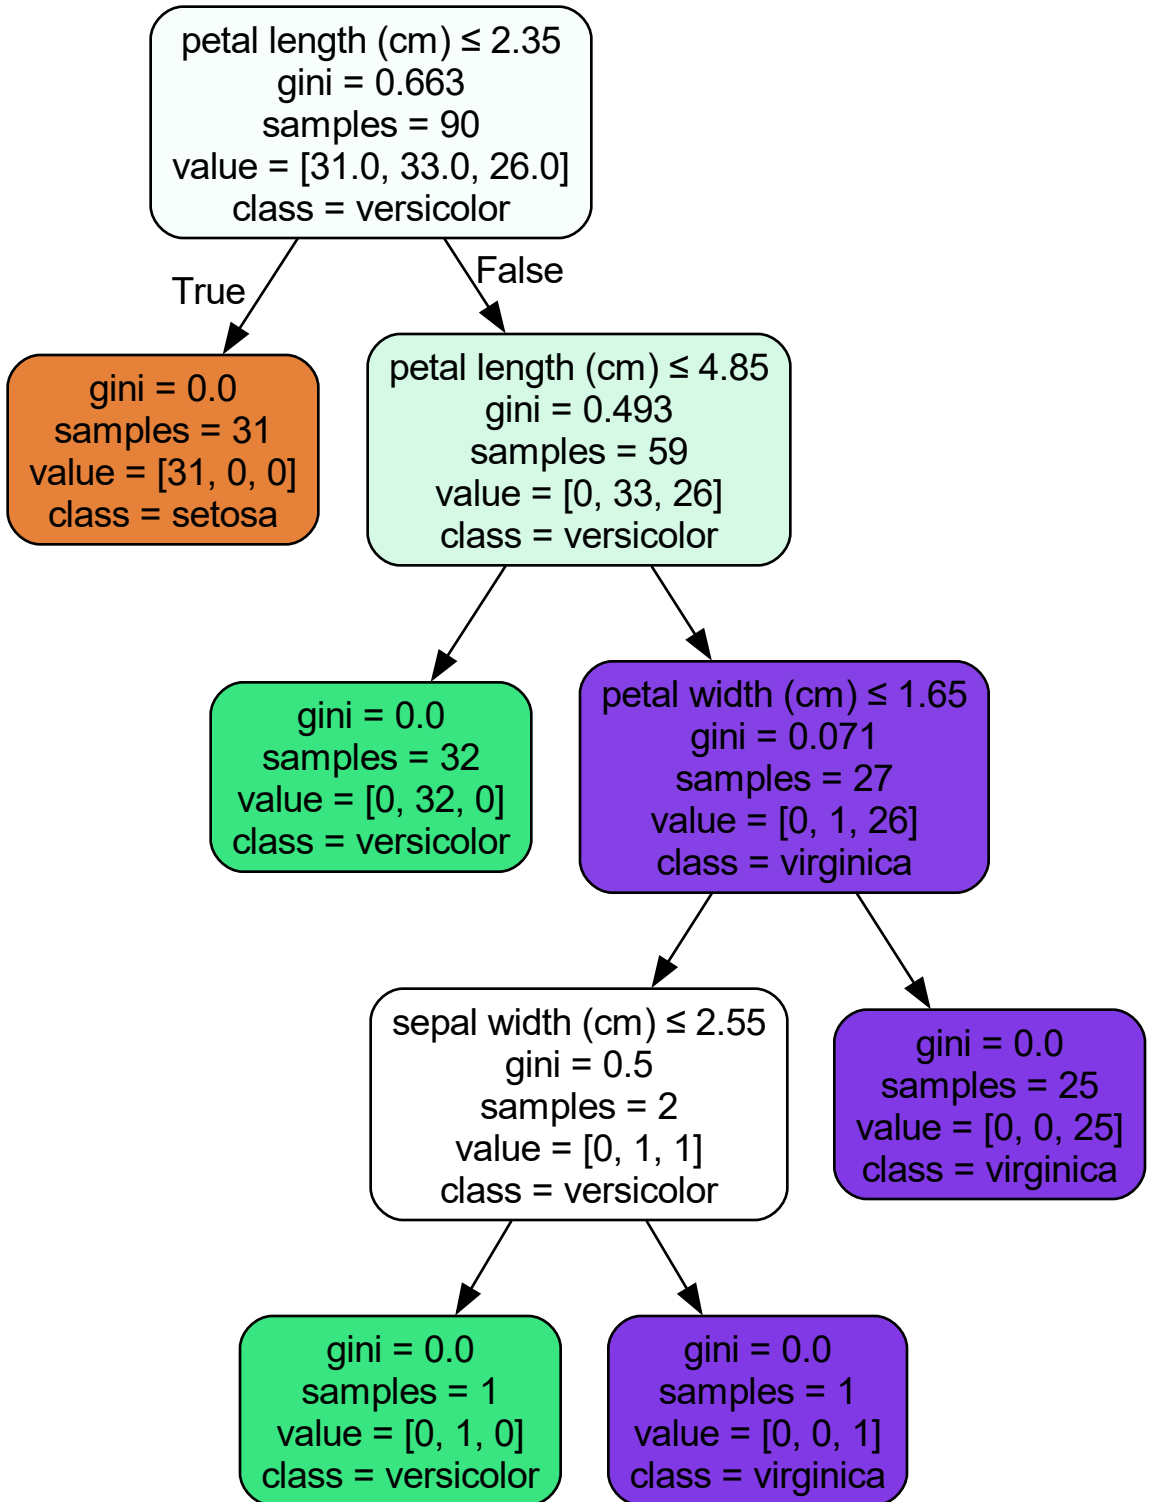 petal length (cm) ≤ 2.35
gini = 0.663
samples = 90
value = [31.0, 33.0, 26.0]
class = versicolor
True
False
gini = 0.0
samples = 31
value = [31, 0, 0]
class = setosa
petal length (cm) ≤ 4.85
gini = 0.493
samples = 59
value = [0, 33, 26]
class = versicolor
gini = 0.0
samples = 32
value = [0, 32, 0]
class = versicolor
petal width (cm) ≤ 1.65
gini = 0.071
samples = 27
value = [0, 1, 26]
class = virginica
sepal width (cm) ≤ 2.55
gini = 0.5
samples = 2
value = [0, 1, 1]
class = versicolor
gini = 0.0
samples = 25
value = [0, 0, 25]
class = virginica
gini = 0.0
samples = 1
value = [0, 1, 0]
class = versicolor
gini = 0.0
samples = 1
value = [0, 0, 1]
class = virginica